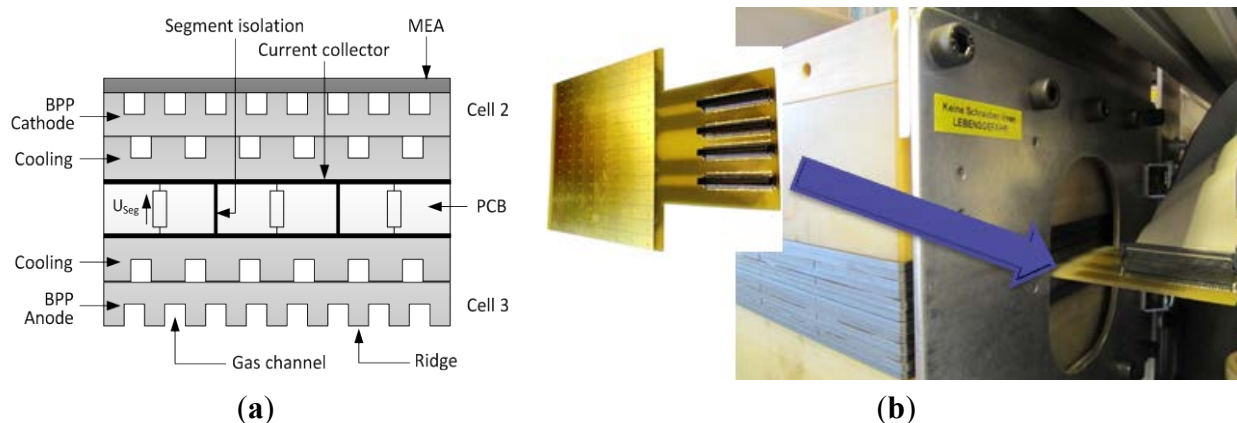 Segment isolation
MEA
Current collector
BPP
Cathode
Cell 2
Cooling
U_Seg
PCB
Cooling
BPP
Anode
Cell 3
Gas channel
Ridge
Keine Schrauben lösen
LEBENSGEFAHR
(a)
(b)